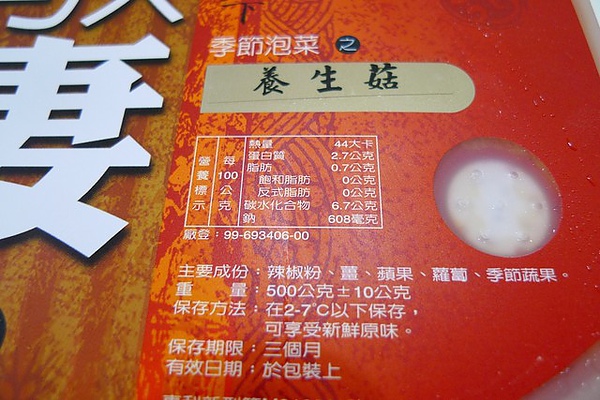 下
妻
季節泡菜 之
養生菇
營養標示
每100公克
熱量 44大卡
蛋白質 2.7公克
脂肪 0.7公克
飽和脂肪 0公克
反式脂肪 0公克
碳水化合物 6.7公克
鈉 608毫克
廠登：99-693406-00
主要成份：辣椒粉、薑、蘋果、蘿蔔、季節蔬果。
重 量：500公克±10公克
保存方法：在2-7°C以下保存，
可享受新鮮原味。
保存期限：三個月
有效日期：於包裝上